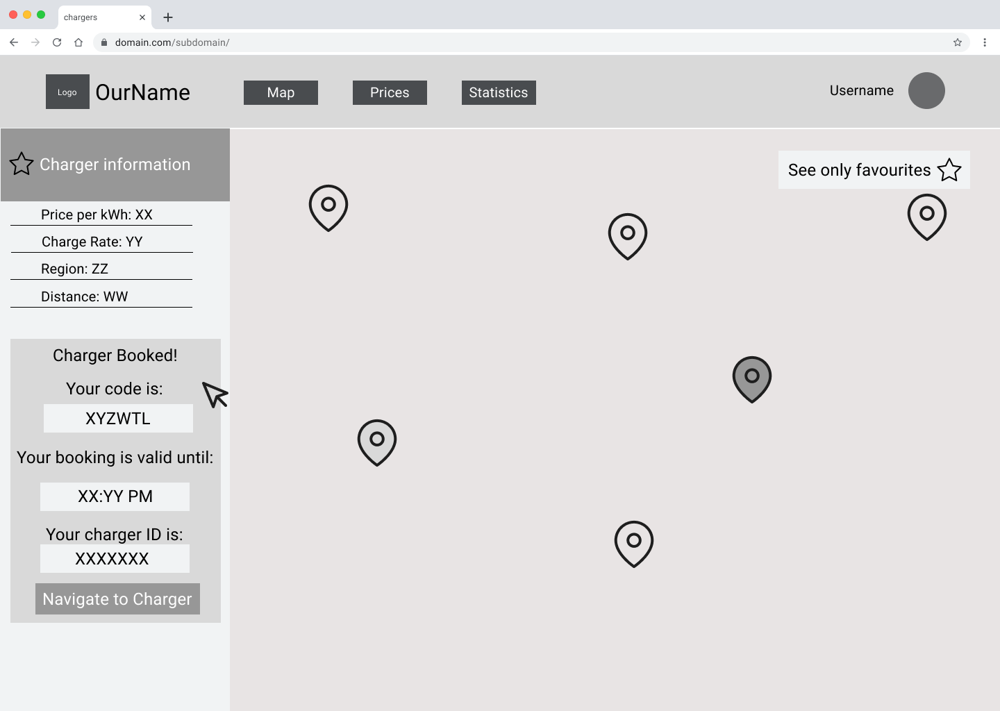 chargers
domain.com/subdomain/
Logo
OurName
Map
Prices
Statistics
Username
Charger information
See only favourites
Price per kWh: XX
Charge Rate: YY
Region: ZZ
Distance: WW
Charger Booked!
Your code is:
XYZWTL
Your booking is valid until:
XX:YY PM
Your charger ID is:
XXXXXXX
Navigate to Charger